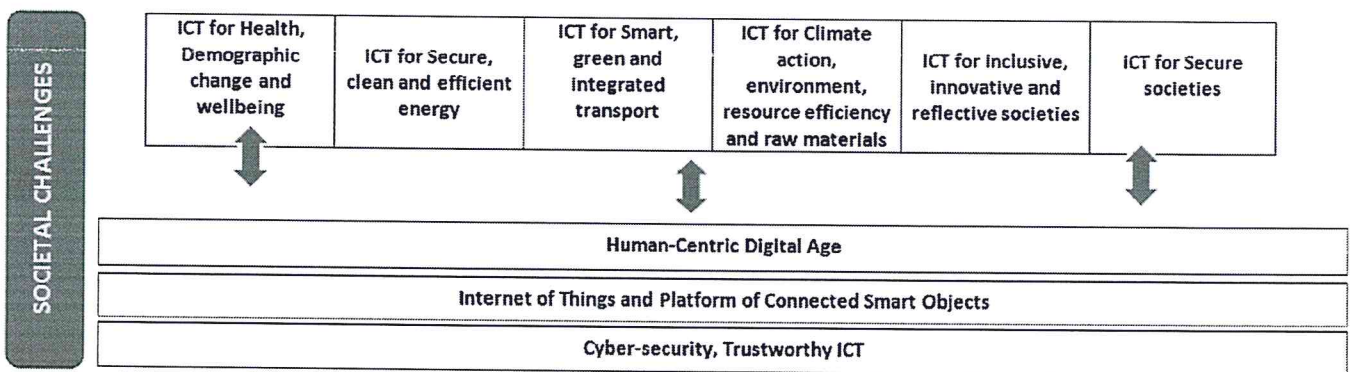 SOCIETAL CHALLENGES
ICT for Health,
Demographic
change and
wellbeing
ICT for Secure,
clean and efficient
energy
ICT for Smart,
green and
integrated
transport
ICT for Climate
action,
environment,
resource efficiency
and raw materials
ICT for Inclusive,
innovative and
reflective societies
ICT for Secure
societies
Human-Centric Digital Age
Internet of Things and Platform of Connected Smart Objects
Cyber-security, Trustworthy ICT